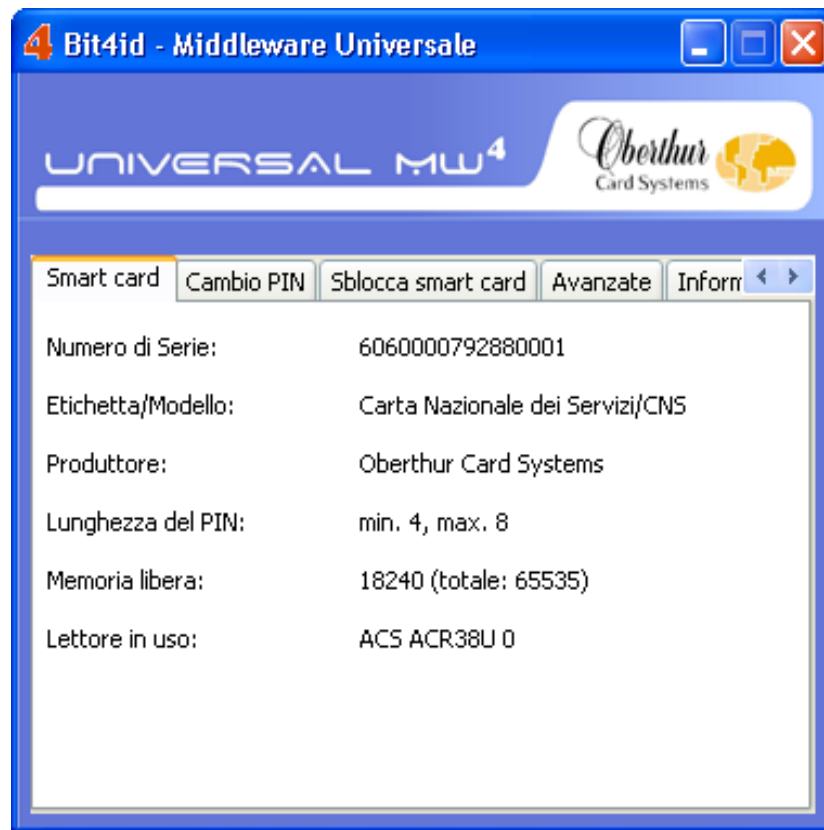 4 Bit4id - Middleware Universale
UNIVERSAL MW4
Oberthur
Card Systems
Smart card Cambio PIN Sblocca smart card Avanzate Inform
Numero di Serie: 6060000792880001
Etichetta/Modello: Carta Nazionale dei Servizi/CNS
Produttore: Oberthur Card Systems
Lunghezza del PIN: min. 4, max. 8
Memoria libera: 18240 (totale: 65535)
Lettore in uso: ACS ACR38U 0